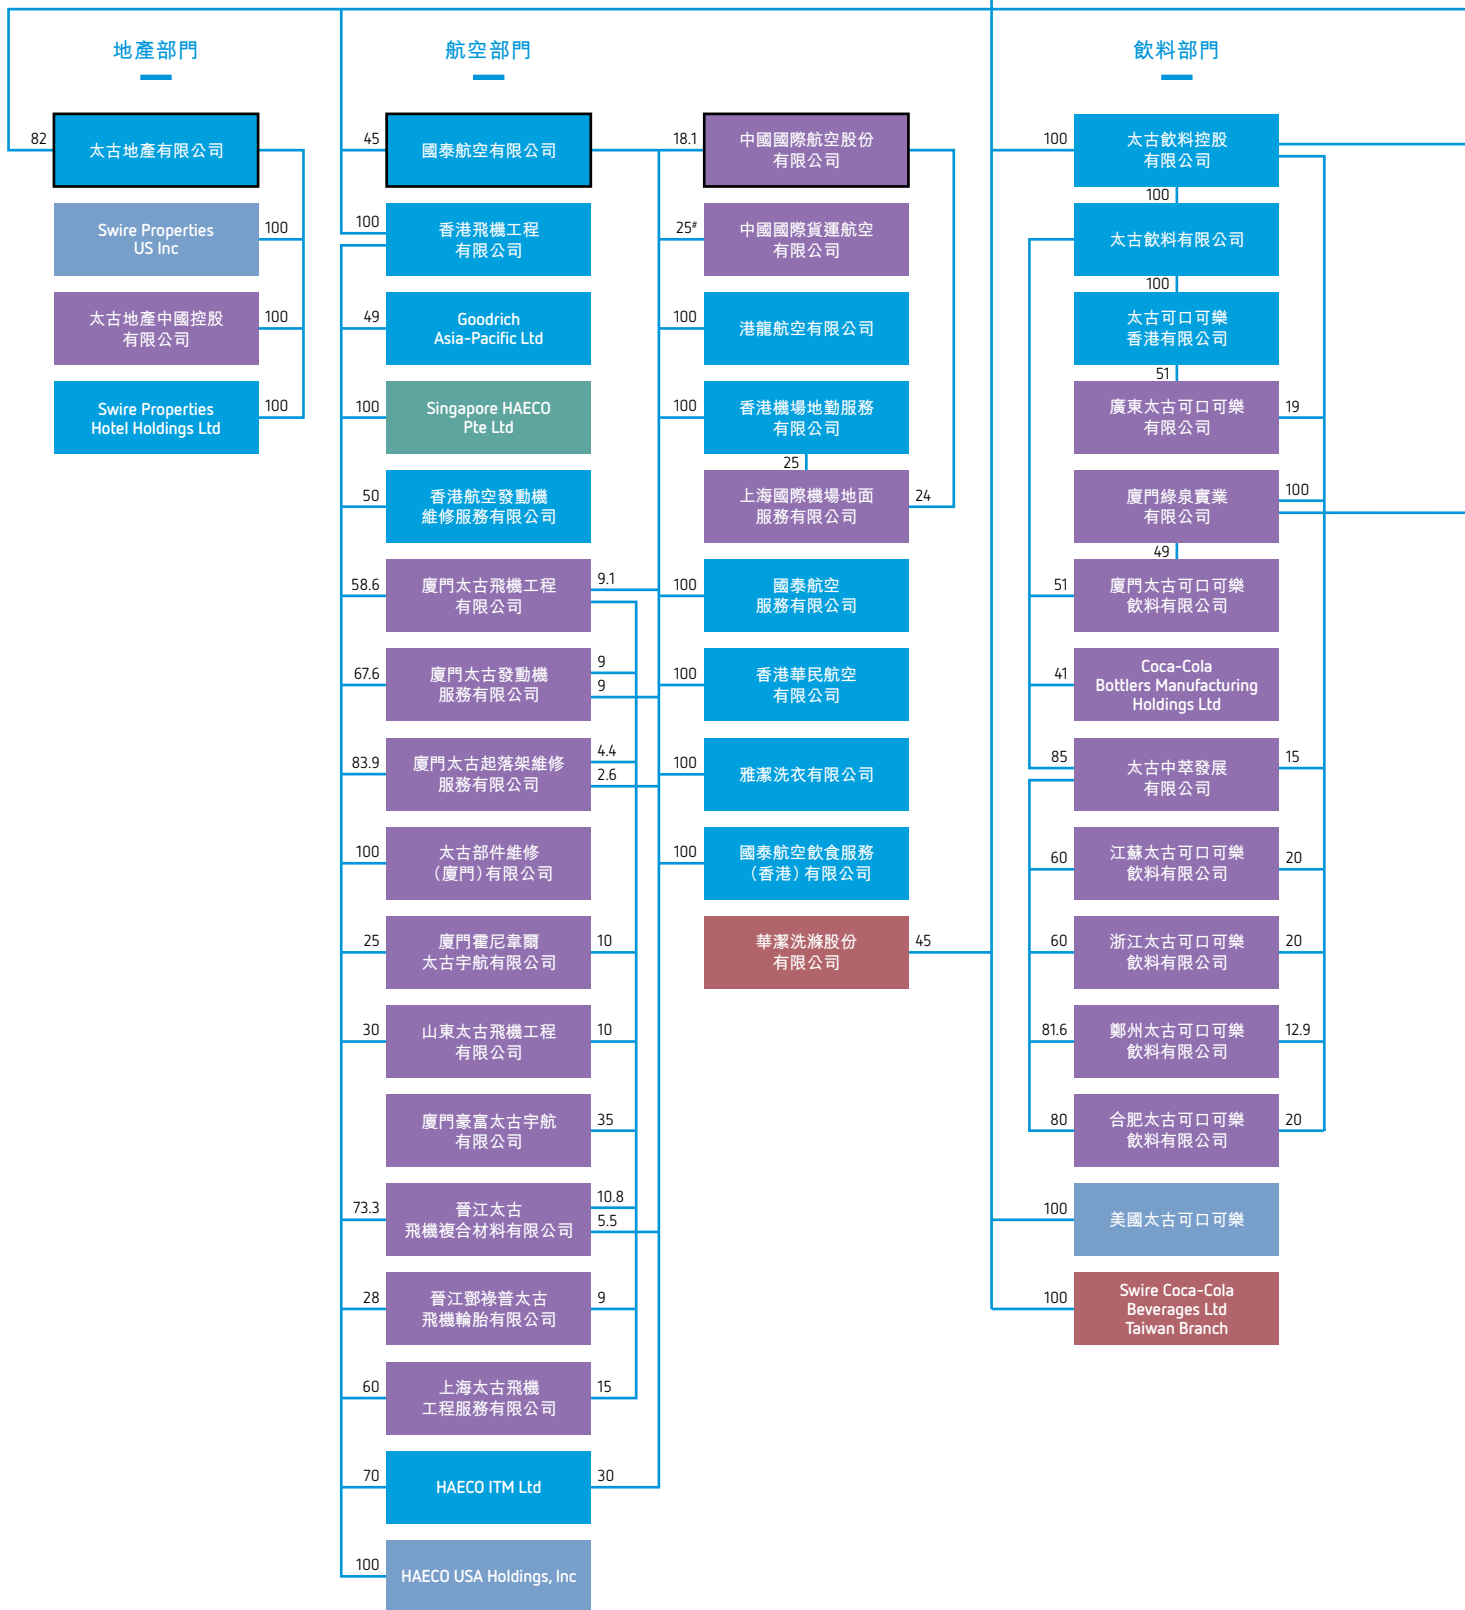 地產部門
82
太古地產有限公司
Swire Properties
US Inc
100
太古地產中國控股
有限公司
100
Swire Properties
Hotel Holdings Ltd
100
航空部門
45
國泰航空有限公司
100
香港飛機工程
有限公司
49
Goodrich
Asia-Pacific Ltd
100
Singapore HAECO
Pte Ltd
50
香港航空發動機
維修服務有限公司
58.6
廈門太古飛機工程
有限公司
9.1
67.6
廈門太古發動機
服務有限公司
9
9
83.9
廈門太古起落架維修
服務有限公司
4.4
2.6
100
太古部件維修
（廈門）有限公司
25
廈門霍尼韋爾
太古宇航有限公司
10
30
山東太古飛機工程
有限公司
10
廈門豪富太古宇航
有限公司
35
73.3
晉江太古
飛機複合材料有限公司
10.8
5.5
28
晉江鄧祿普太古
飛機輪胎有限公司
9
60
上海太古飛機
工程服務有限公司
15
70
HAECO ITM Ltd
30
100
HAECO USA Holdings, Inc
18.1
中國國際航空股份
有限公司
25#
中國國際貨運航空
有限公司
100
港龍航空有限公司
100
香港機場地勤服務
有限公司
25
上海國際機場地面
服務有限公司
24
100
國泰航空
服務有限公司
100
香港華民航空
有限公司
100
雅潔洗衣有限公司
100
國泰航空飲食服務
（香港）有限公司
華潔洗滌股份
有限公司
45
飲料部門
100
太古飲料控股
有限公司
100
太古飲料有限公司
100
太古可口可樂
香港有限公司
51
廣東太古可口可樂
有限公司
19
廈門綠泉實業
有限公司
100
49
51
廈門太古可口可樂
飲料有限公司
41
Coca-Cola
Bottlers Manufacturing
Holdings Ltd
85
太古中萃發展
有限公司
15
60
江蘇太古可口可樂
飲料有限公司
20
60
浙江太古可口可樂
飲料有限公司
20
81.6
鄭州太古可口可樂
飲料有限公司
12.9
80
合肥太古可口可樂
飲料有限公司
20
100
美國太古可口可樂
100
Swire Coca-Cola
Beverages Ltd
Taiwan Branch